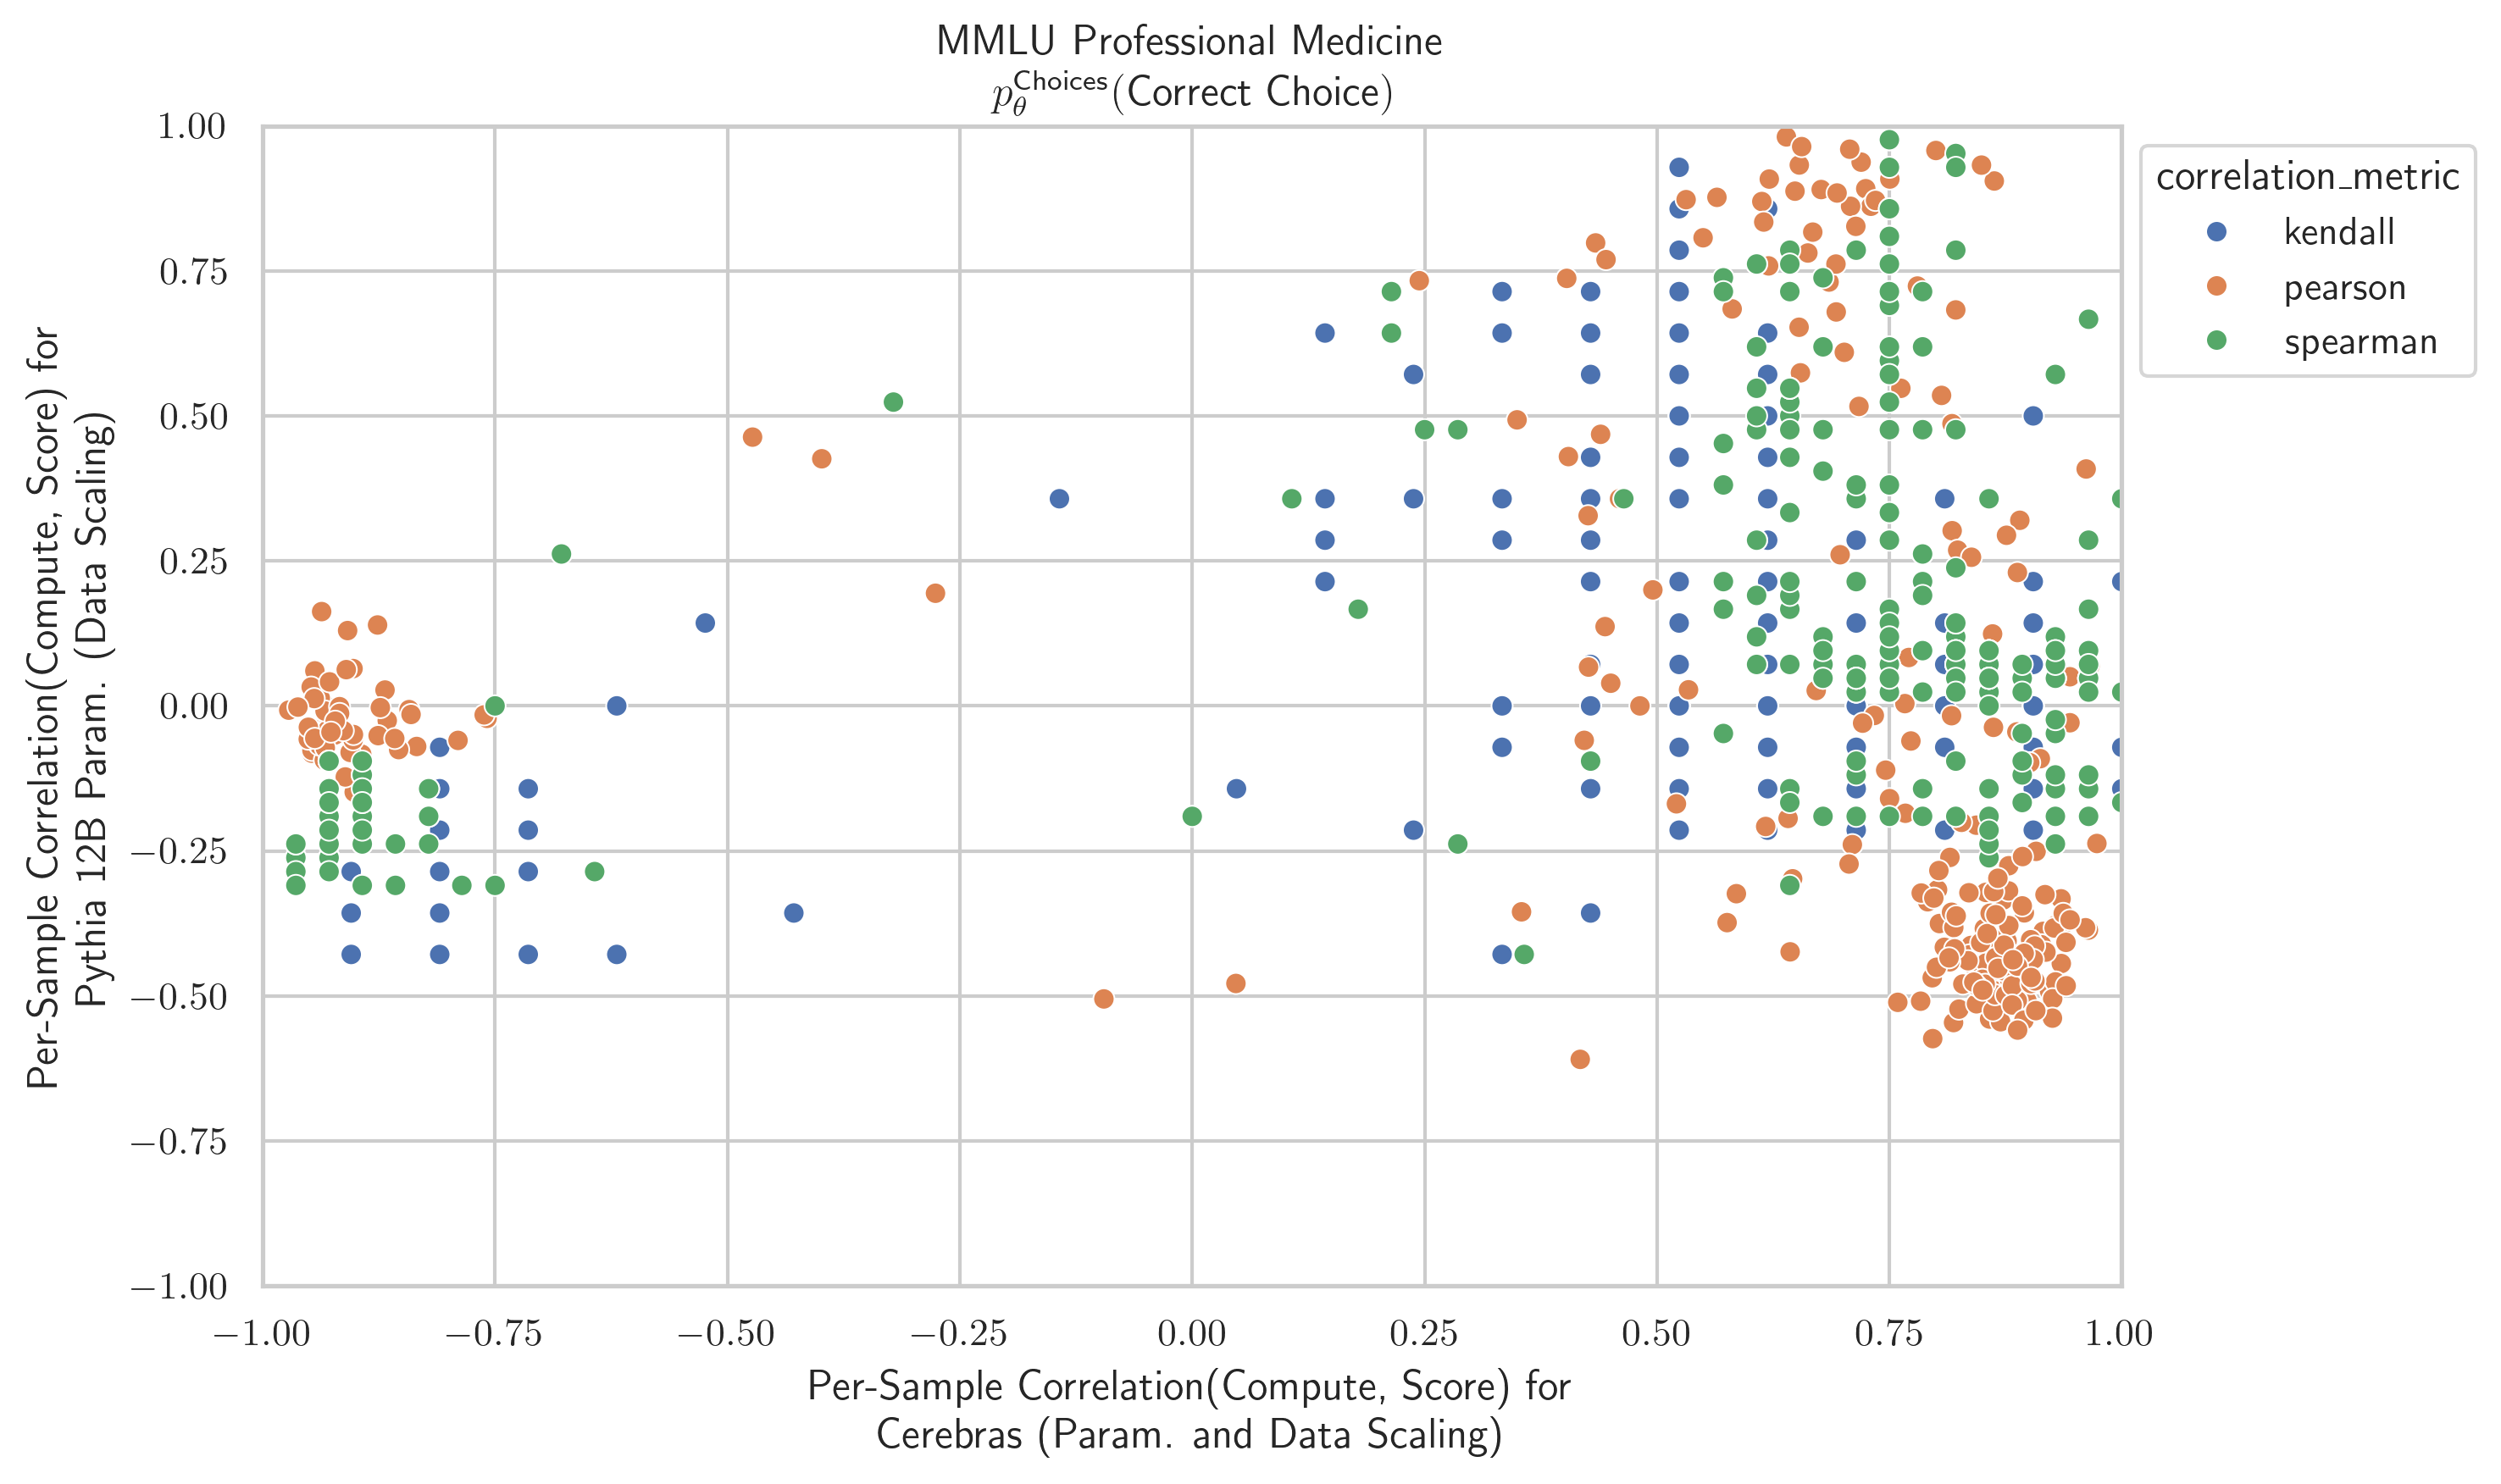 MMLU Professional Medicine
p_θ^Choices(Correct Choice)
Per-Sample Correlation(Compute, Score) for
Pythia 12B Param. (Data Scaling)
1.00
0.75
0.50
0.25
0.00
−0.25
−0.50
−0.75
−1.00
−1.00 −0.75 −0.50 −0.25 0.00 0.25 0.50 0.75 1.00
Per-Sample Correlation(Compute, Score) for
Cerebras (Param. and Data Scaling)
correlation_metric
kendall
pearson
spearman